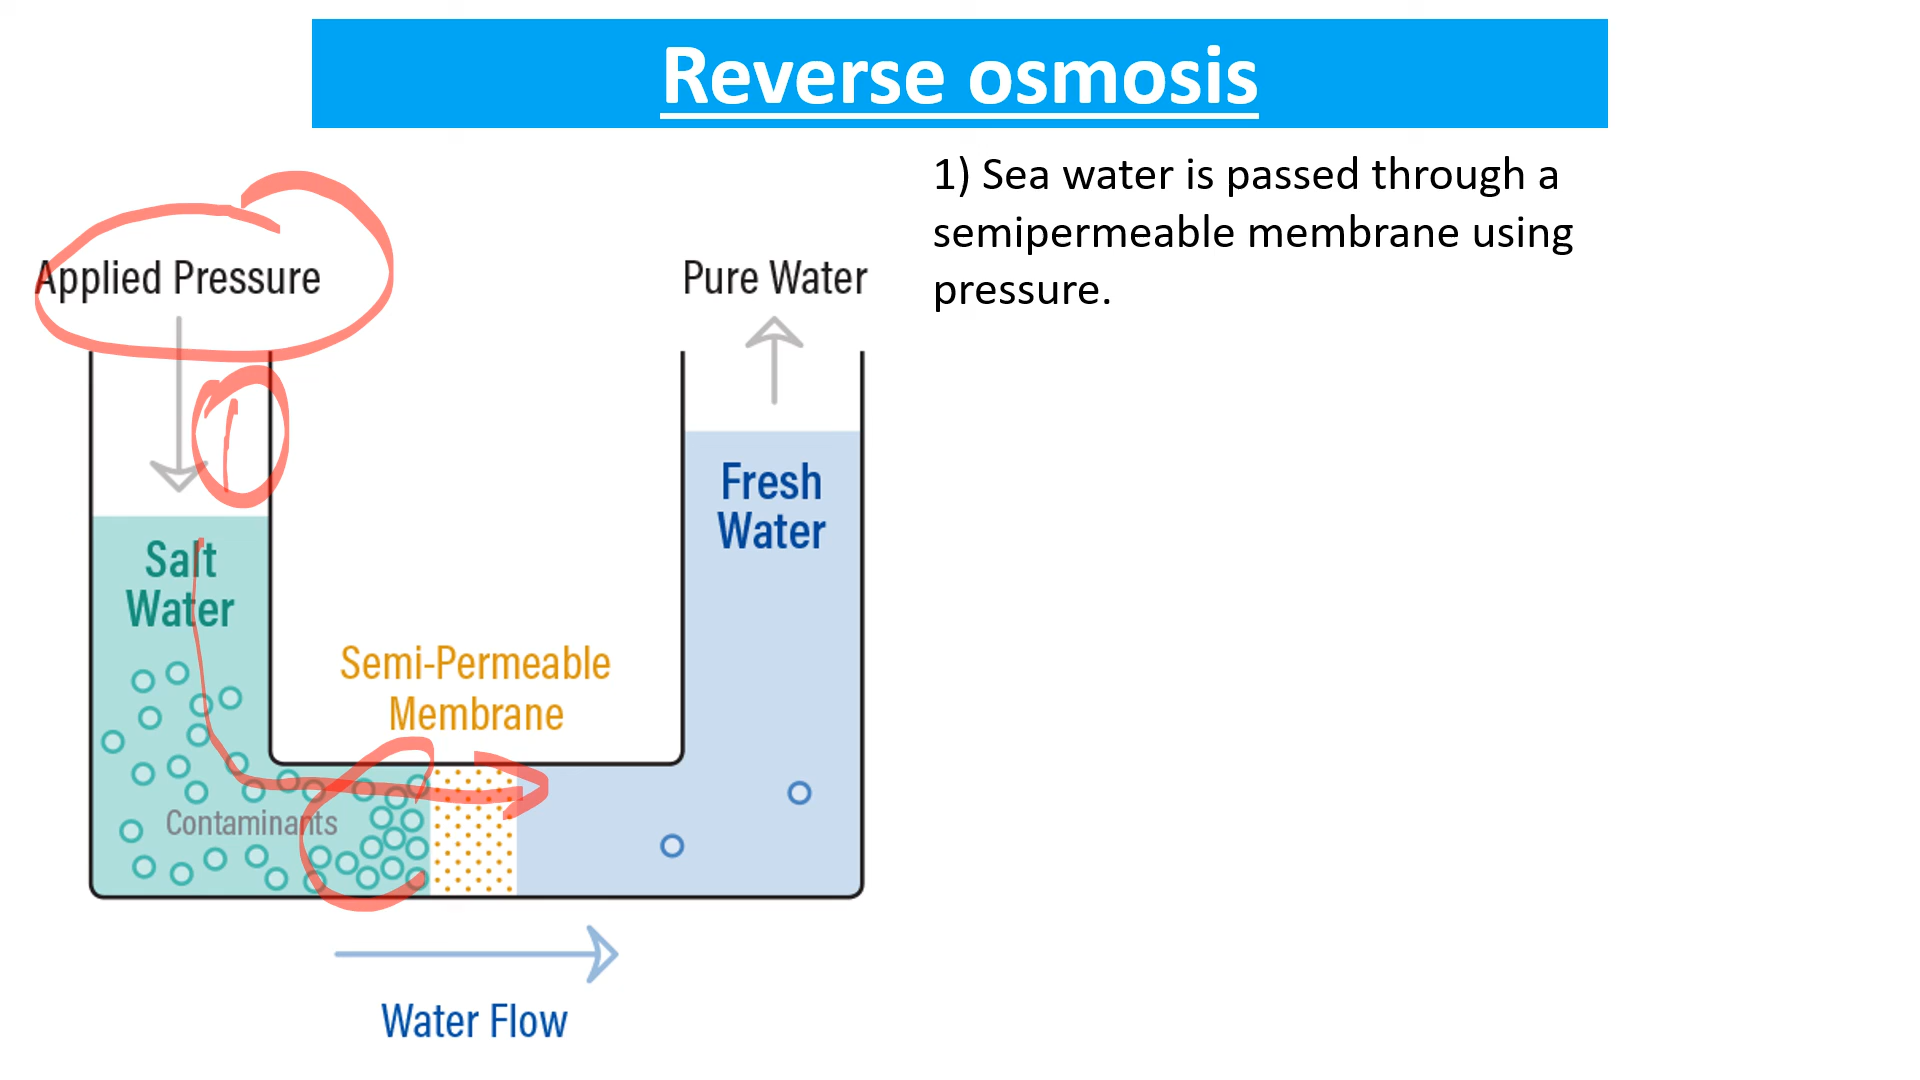 Reverse osmosis
1) Sea water is passed through a
semipermeable membrane using
pressure.
Applied Pressure
Pure Water
1
Salt
Water
Fresh
Water
Semi-Permeable
Membrane
Contaminants
Water Flow